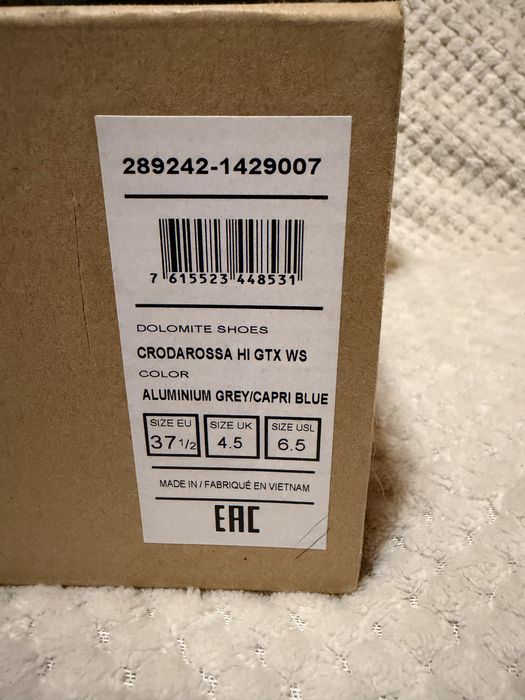 289242-1429007
7 615523 448531
DOLOMITE SHOES
CRODAROSSA HI GTX WS
COLOR
ALUMINIUM GREY/CAPRI BLUE
SIZE EU SIZE UK SIZE USL
37 1/2 4.5 6.5
MADE IN / FABRIQUÉ EN VIETNAM
EAC